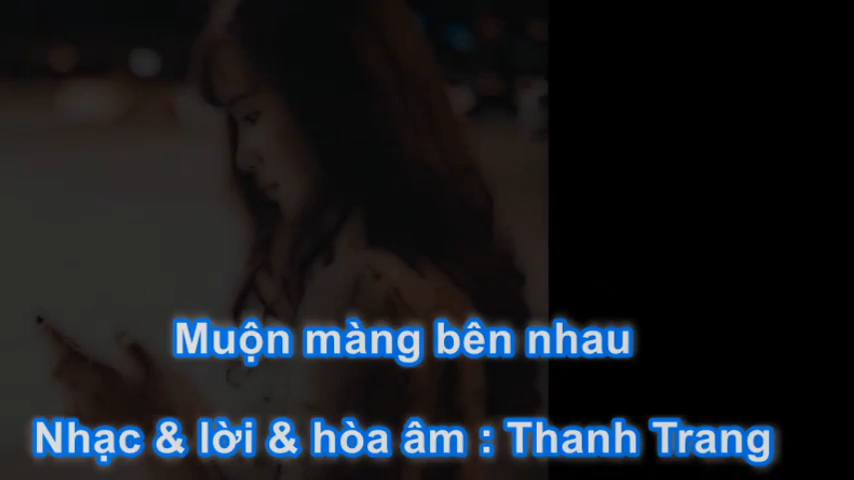 Muộn màng bên nhau
Nhạc & lời & hòa âm : Thanh Trang